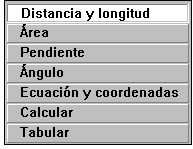 Distancia y longitud
Área
Pendiente
Ángulo
Ecuación y coordenadas
Calcular
Tabular